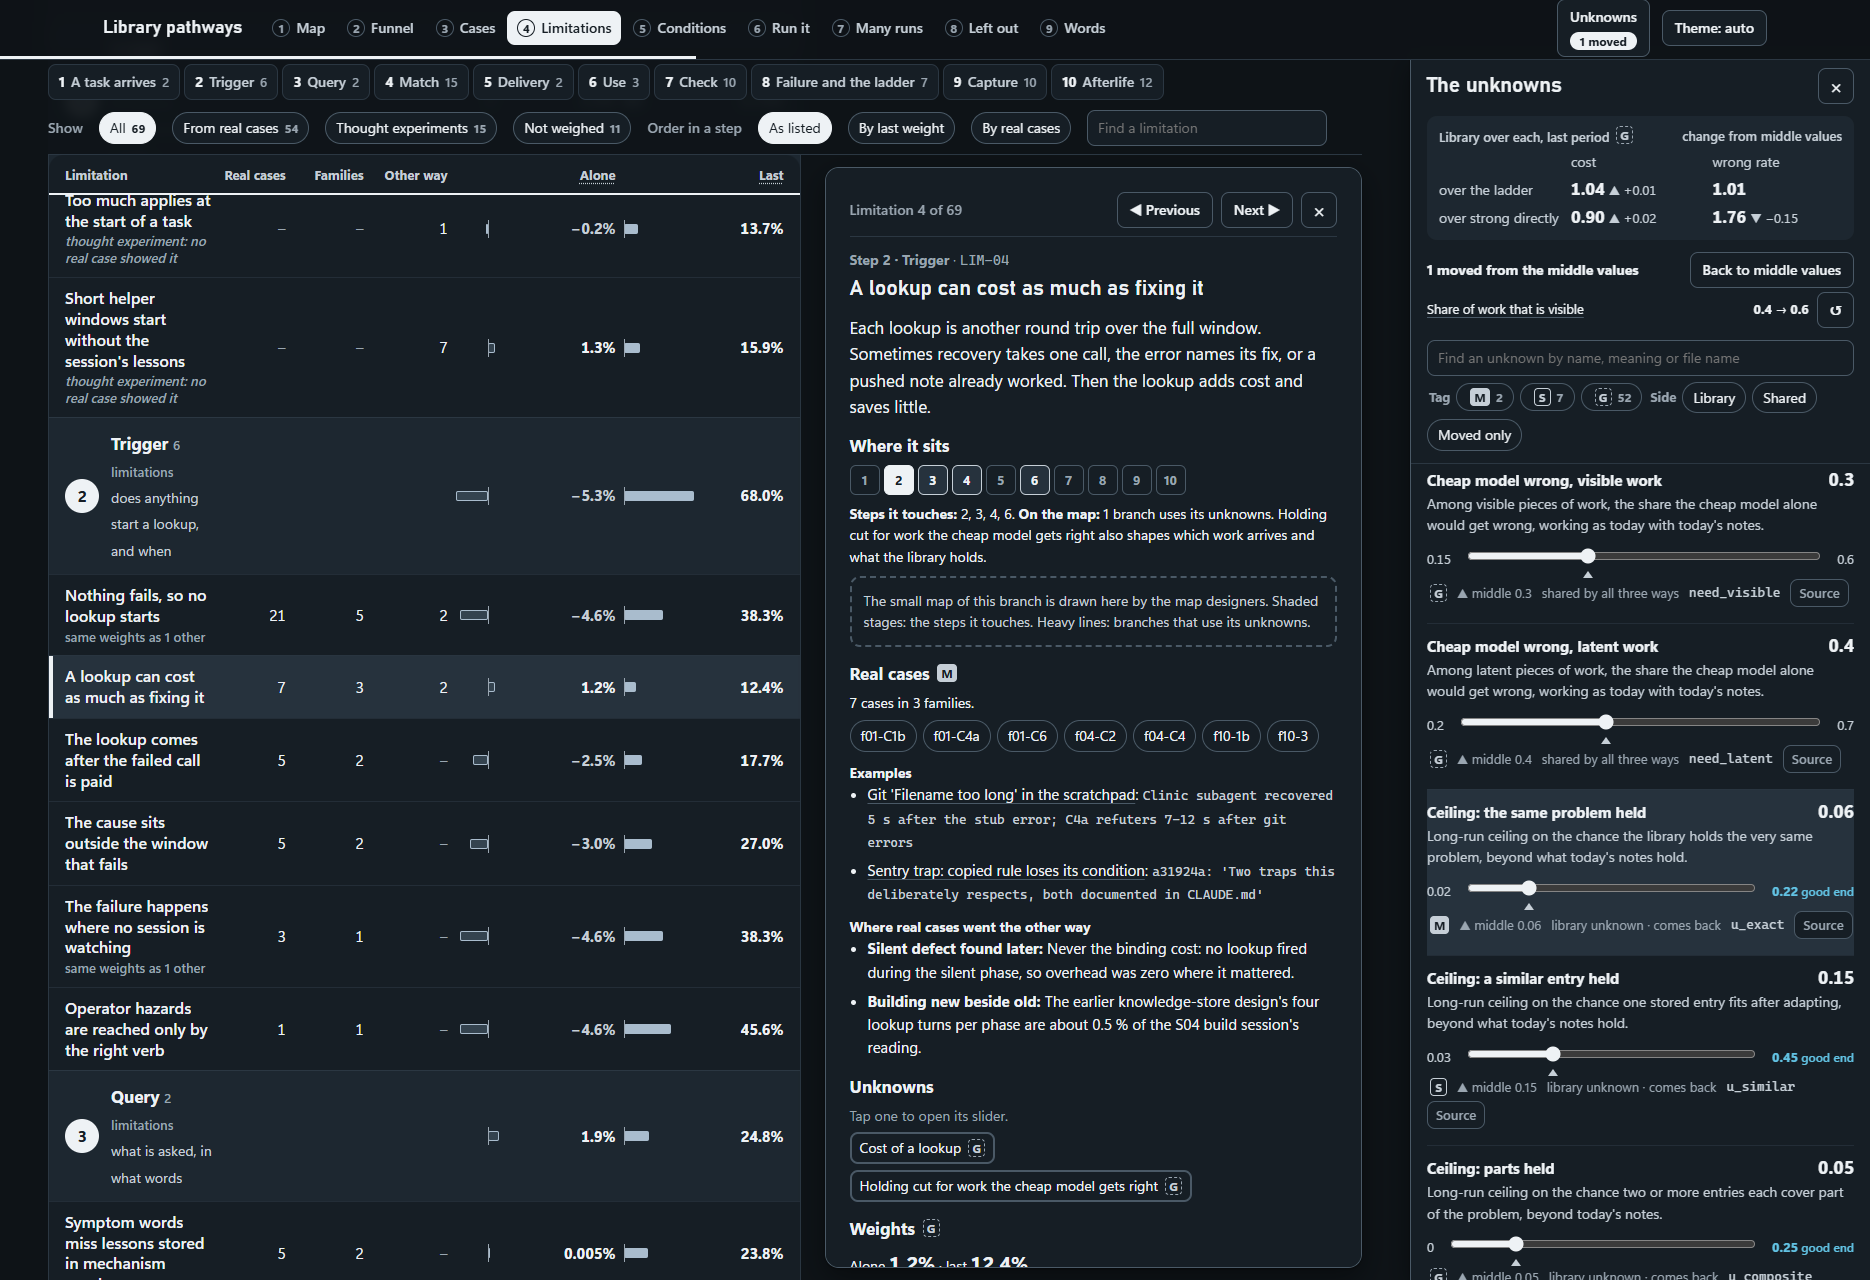 Library pathways
1 Map
2 Funnel
3 Cases
4 Limitations
5 Conditions
6 Run it
7 Many runs
8 Left out
9 Words
Unknowns
1 moved
Theme: auto
1 A task arrives 2
2 Trigger 6
3 Query 2
4 Match 15
5 Delivery 2
6 Use 3
7 Check 10
8 Failure and the ladder 7
9 Capture 10
10 Afterlife 12
Show
All 69
From real cases 54
Thought experiments 15
Not weighed 11
Order in a step
As listed
By last weight
By real cases
Find a limitation
Limitation Real cases Families Other way Alone Last
Too much applies at
the start of a task
thought experiment: no
real case showed it
– – 1 −0.2% 13.7%
Short helper
windows start
without the
session's lessons
thought experiment: no
real case showed it
– – 7 1.3% 15.9%
2
Trigger 6
limitations
does anything
start a lookup,
and when
−5.3% 68.0%
Nothing fails, so no
lookup starts
same weights as 1 other
21 5 2 −4.6% 38.3%
A lookup can cost
as much as fixing it
7 3 2 1.2% 12.4%
The lookup comes
after the failed call
is paid
5 2 – −2.5% 17.7%
The cause sits
outside the window
that fails
5 2 – −3.0% 27.0%
The failure happens
where no session is
watching
same weights as 1 other
3 1 – −4.6% 38.3%
Operator hazards
are reached only by
the right verb
1 1 – −4.6% 45.6%
3
Query 2
limitations
what is asked, in
what words
1.9% 24.8%
Symptom words
miss lessons stored
in mechanism
5 2 – 0.005% 23.8%
Limitation 4 of 69
◀ Previous
Next ▶
×
Step 2 · Trigger · LIM-04
A lookup can cost as much as fixing it
Each lookup is another round trip over the full window.
Sometimes recovery takes one call, the error names its fix, or a
pushed note already worked. Then the lookup adds cost and
saves little.
Where it sits
1 2 3 4 5 6 7 8 9 10
Steps it touches: 2, 3, 4, 6. On the map: 1 branch uses its unknowns. Holding
cut for work the cheap model gets right also shapes which work arrives and
what the library holds.
The small map of this branch is drawn here by the map designers. Shaded
stages: the steps it touches. Heavy lines: branches that use its unknowns.
Real cases M
7 cases in 3 families.
f01-C1b
f01-C4a
f01-C6
f04-C2
f04-C4
f10-1b
f10-3
Examples
• Git 'Filename too long' in the scratchpad: Clinic subagent recovered
5 s after the stub error; C4a refuters 7–12 s after git
errors
• Sentry trap: copied rule loses its condition: a31924a: 'Two traps this
deliberately respects, both documented in CLAUDE.md'
Where real cases went the other way
• Silent defect found later: Never the binding cost: no lookup fired
during the silent phase, so overhead was zero where it mattered.
• Building new beside old: The earlier knowledge-store design's four
lookup turns per phase are about 0.5 % of the S04 build session's
reading.
Unknowns
Tap one to open its slider.
Cost of a lookup G
Holding cut for work the cheap model gets right G
Weights G
Alone 1.2% · last 12.4%
The unknowns
×
Library over each, last period G change from middle values
cost wrong rate
over the ladder 1.04 ▲ +0.01 1.01
over strong directly 0.90 ▲ +0.02 1.76 ▼ −0.15
1 moved from the middle values
Back to middle values
Share of work that is visible 0.4 → 0.6 ↺
Find an unknown by name, meaning or file name
Tag M 2 S 7 G 52 Side Library Shared
Moved only
Cheap model wrong, visible work 0.3
Among visible pieces of work, the share the cheap model alone
would get wrong, working as today with today's notes.
0.15 0.6
G ▲ middle 0.3 shared by all three ways need_visible Source
Cheap model wrong, latent work 0.4
Among latent pieces of work, the share the cheap model alone
would get wrong, working as today with today's notes.
0.2 0.7
G ▲ middle 0.4 shared by all three ways need_latent Source
Ceiling: the same problem held 0.06
Long-run ceiling on the chance the library holds the very same
problem, beyond what today's notes hold.
0.02 0.22 good end
M ▲ middle 0.06 library unknown · comes back u_exact Source
Ceiling: a similar entry held 0.15
Long-run ceiling on the chance one stored entry fits after adapting,
beyond what today's notes hold.
0.03 0.45 good end
S ▲ middle 0.15 library unknown · comes back u_similar
Source
Ceiling: parts held 0.05
Long-run ceiling on the chance two or more entries each cover part
of the problem, beyond today's notes.
0 0.25 good end
G ▲ middle 0.05 library unknown · comes back u_composite